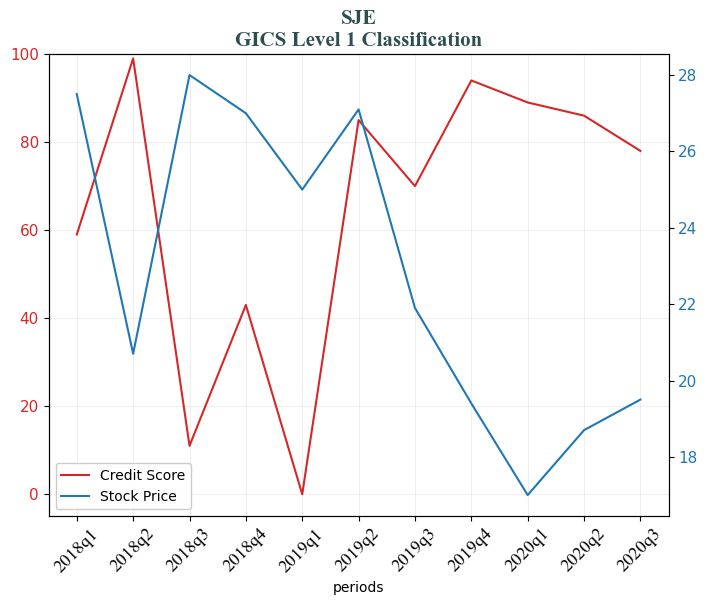 SJE
GICS Level 1 Classification
100
80
60
40
20
0
28
26
24
22
20
18
Credit Score
Stock Price
2018q1
2018q2
2018q3
2018q4
2019q1
2019q2
2019q3
2019q4
2020q1
2020q2
2020q3
periods